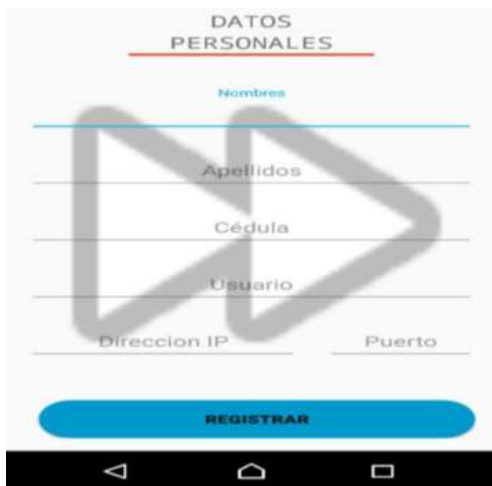 DATOS
PERSONALES
Nombres
Apellidos
Cédula
Usuario
Direccion IP Puerto
REGISTRAR